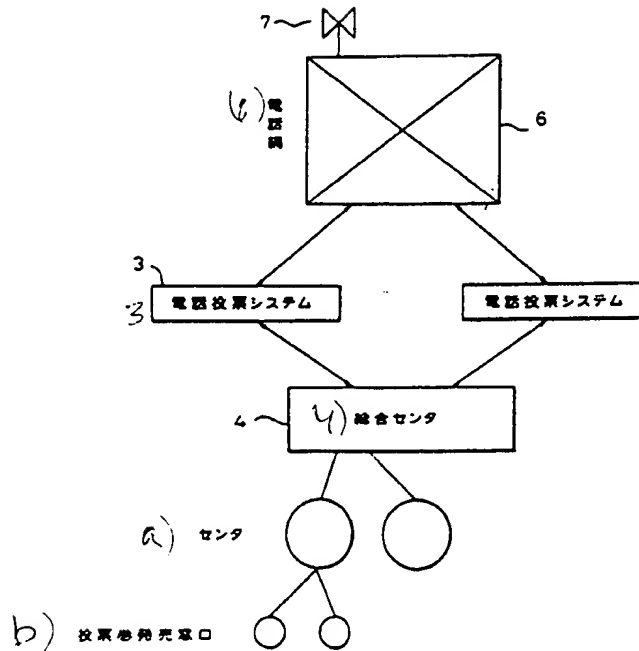 7
6) 電話網
6
3
3 電話投票システム
電話投票システム
4
4) 総合センタ
a) センタ
b) 投票券発売窓口